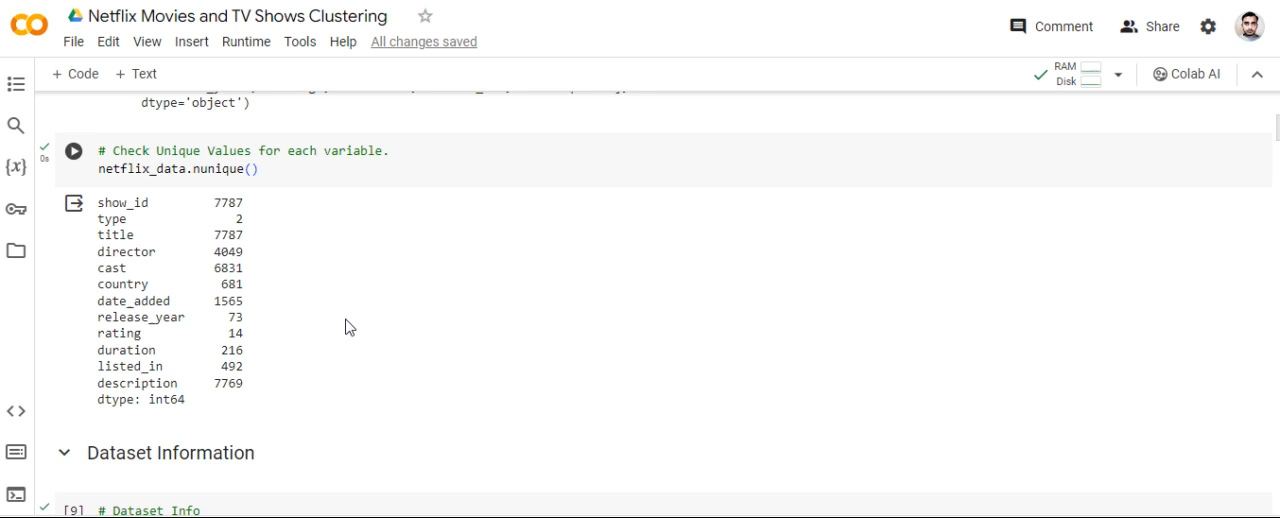 Netflix Movies and TV Shows Clustering
Comment Share
File Edit View Insert Runtime Tools Help All changes saved
+ Code + Text
RAM
Disk
Colab AI
dtype='object')
0s
# Check Unique Values for each variable.
netflix_data.nunique()
{x}
show_id 7787
type 2
title 7787
director 4049
cast 6831
country 681
date_added 1565
release_year 73
rating 14
duration 216
listed_in 492
description 7769
dtype: int64
Dataset Information
[9] # Dataset Info